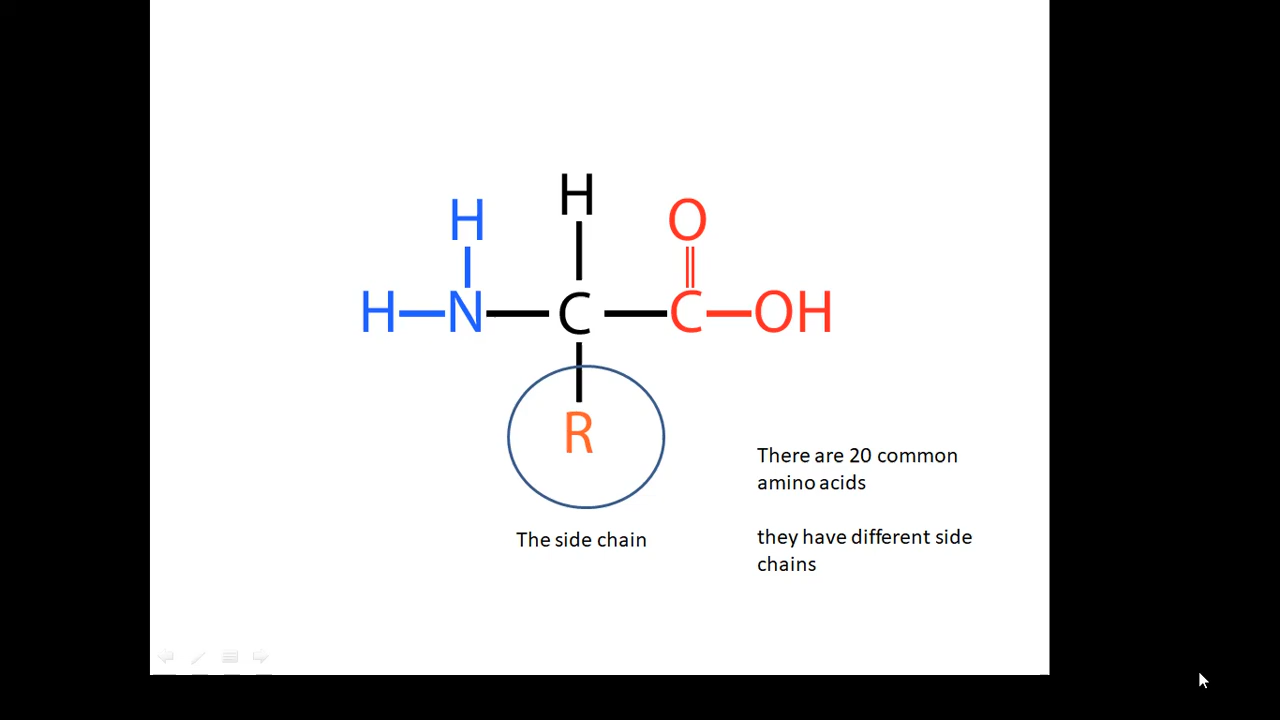 H
H
O
H N C C OH
R
There are 20 common
amino acids
The side chain
they have different side
chains